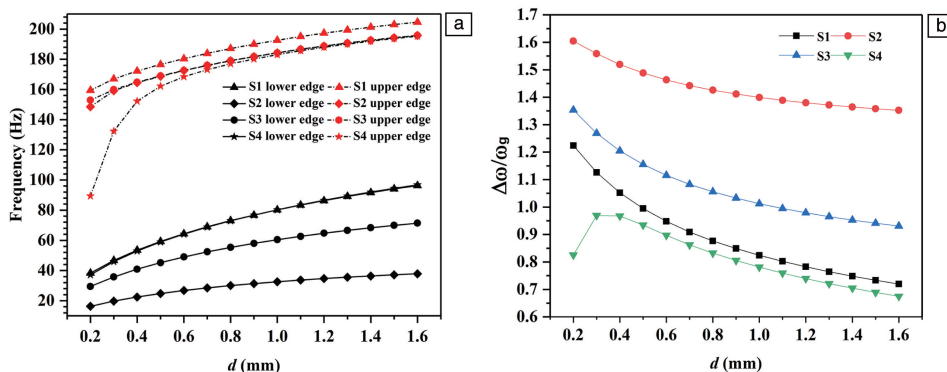 a
200
180
160
140
120
100
80
60
40
20
Frequency (Hz)
S1 lower edge
S2 lower edge
S3 lower edge
S4 lower edge
S1 upper edge
S2 upper edge
S3 upper edge
S4 upper edge
0.2 0.4 0.6 0.8 1.0 1.2 1.4 1.6
d (mm)
b
1.7
1.6
1.5
1.4
1.3
1.2
1.1
1.0
0.9
0.8
0.7
0.6
Δω/ωg
S1 S2
S3 S4
0.2 0.4 0.6 0.8 1.0 1.2 1.4 1.6
d (mm)